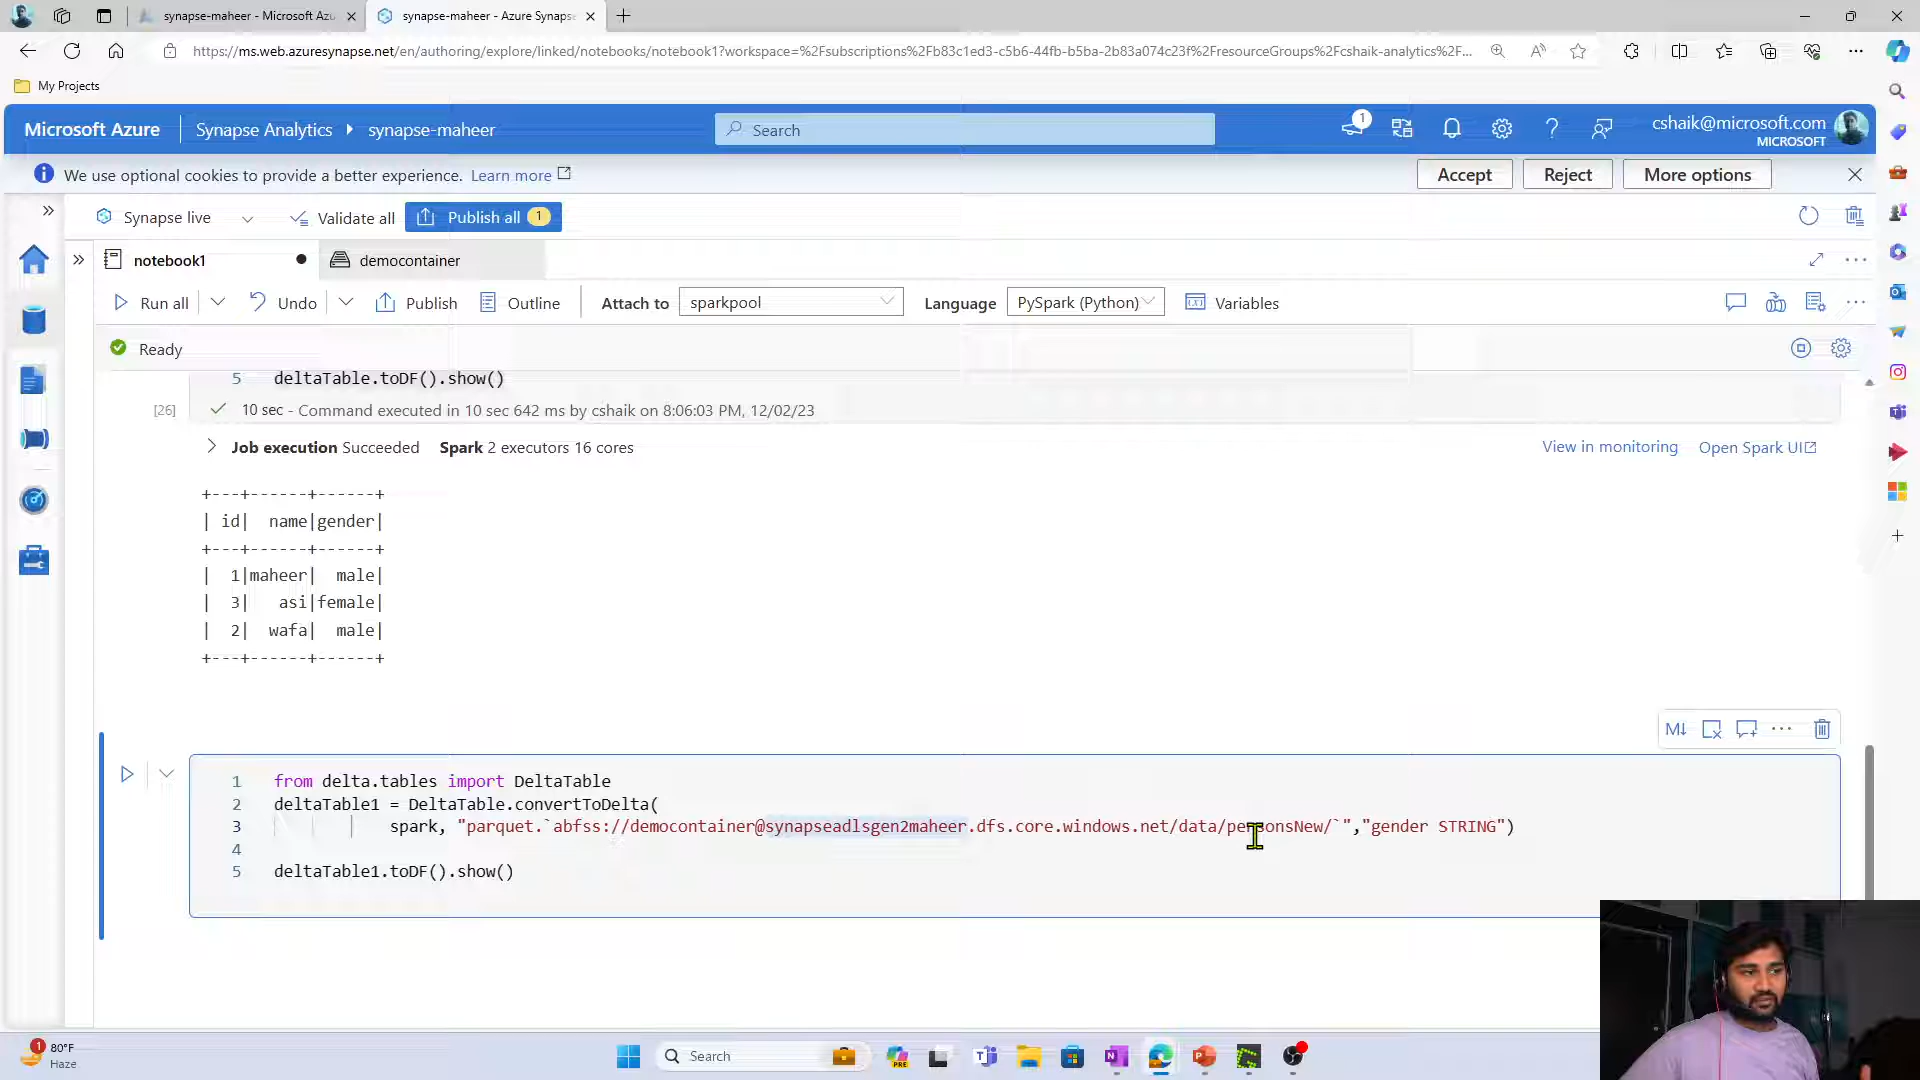 synapse-maheer - Microsoft Azu
synapse-maheer - Azure Synaps
https://ms.web.azuresynapse.net/en/authoring/explore/linked/notebooks/notebook1?workspace=%2Fsubscriptions%2Fb83c1ed3-c5b6-44fb-b5ba-2b83a074c23f%2FresourceGroups%2Fcshaik-analytics%2F...
My Projects
Microsoft Azure
Synapse Analytics
synapse-maheer
Search
1
cshaik@microsoft.com
MICROSOFT
We use optional cookies to provide a better experience. Learn more
Accept
Reject
More options
Synapse live
Validate all
Publish all 1
notebook1
democontainer
Run all
Undo
Publish
Outline
Attach to
sparkpool
Language
PySpark (Python)
Variables
Ready
5 deltaTable.toDF().show()
[26]
10 sec - Command executed in 10 sec 642 ms by cshaik on 8:06:03 PM, 12/02/23
Job execution Succeeded Spark 2 executors 16 cores
View in monitoring
Open Spark UI
+---+------+------+
| id|  name|gender|
+---+------+------+
|  1|maheer|  male|
|  3|   asi|female|
|  2|  wafa|  male|
+---+------+------+
M↓
1 from delta.tables import DeltaTable
2 deltaTable1 = DeltaTable.convertToDelta(
3 spark, "parquet.`abfss://democontainer@synapseadlsgen2maheer.dfs.core.windows.net/data/personsNew/`","gender STRING")
4
5 deltaTable1.toDF().show()
1
80°F
Haze
Search
PRE